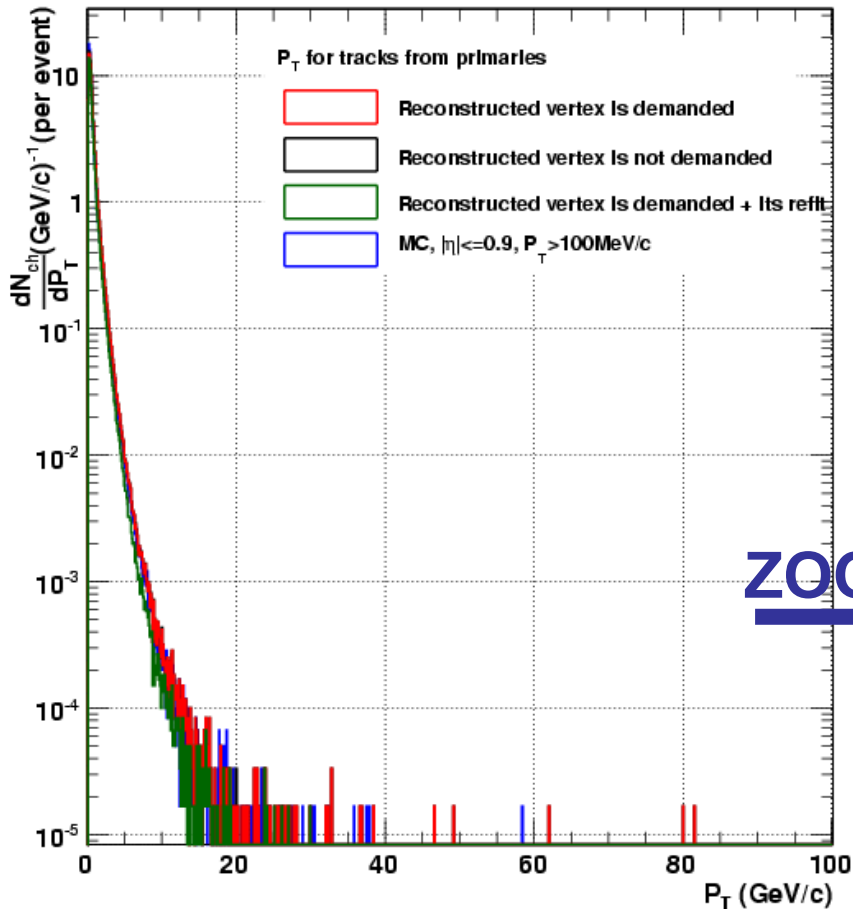 P_T for tracks from primaries
Reconstructed vertex is demanded
Reconstructed vertex is not demanded
Reconstructed vertex is demanded + its refit
MC, |η|<=0.9, P_T>100MeV/c
dN_ch/dP_T (GeV/c)^-1 (per event)
10
1
10^-1
10^-2
10^-3
10^-4
10^-5
ZOO
0 20 40 60 80 100
P_T (GeV/c)